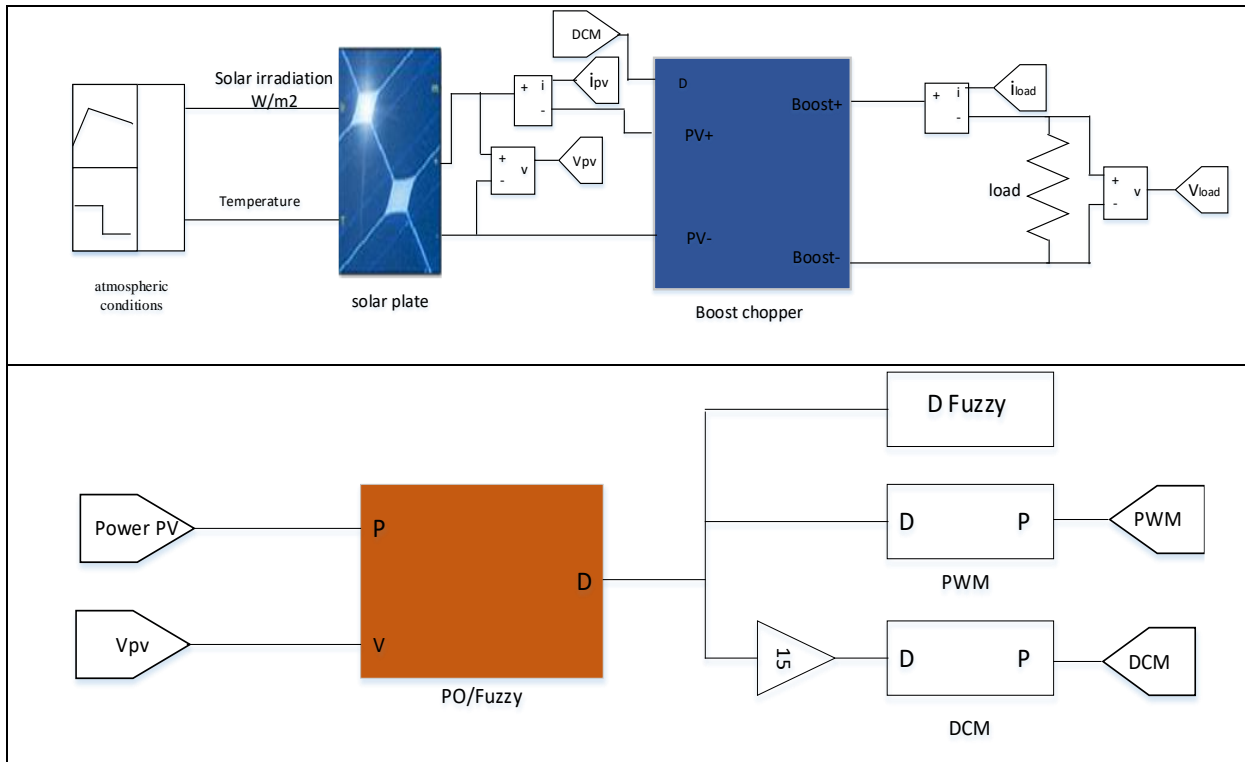 DCM
Solar irradiation
W/m2
+
i
-
ipv
D
Boost+
+
i
-
iload
PV+
+
-
v
Vpv
load
+
-
v
Vload
Temperature
PV-
Boost-
atmospheric
conditions
solar plate
Boost chopper
D Fuzzy
Power PV
P
D
P
PWM
D
PWM
Vpv
V
15
D
P
DCM
PO/Fuzzy
DCM